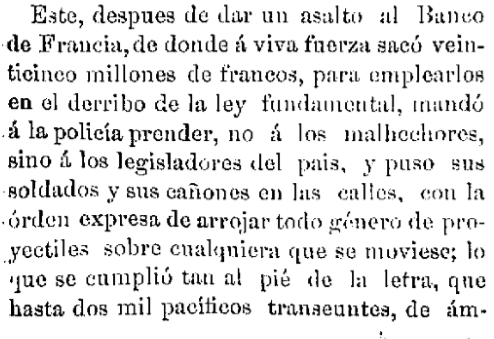 Este, despues de dar un asalto al Banco
de Francia, de donde á viva fuerza sacó vein-
ticinco millones de francos, para emplearlos
en el derribo de la ley fundamental, mandó
á la policía prender, no á los malhechores,
sino á los legisladores del pais, y puso sus
soldados y sus cañones en las calles, con la
órden expresa de arrojar todo género de pro-
yectiles sobre cualquiera que se moviese; lo
que se cumplió tan al pié de la letra, que
hasta dos mil pacíficos transeuntes, de ám-